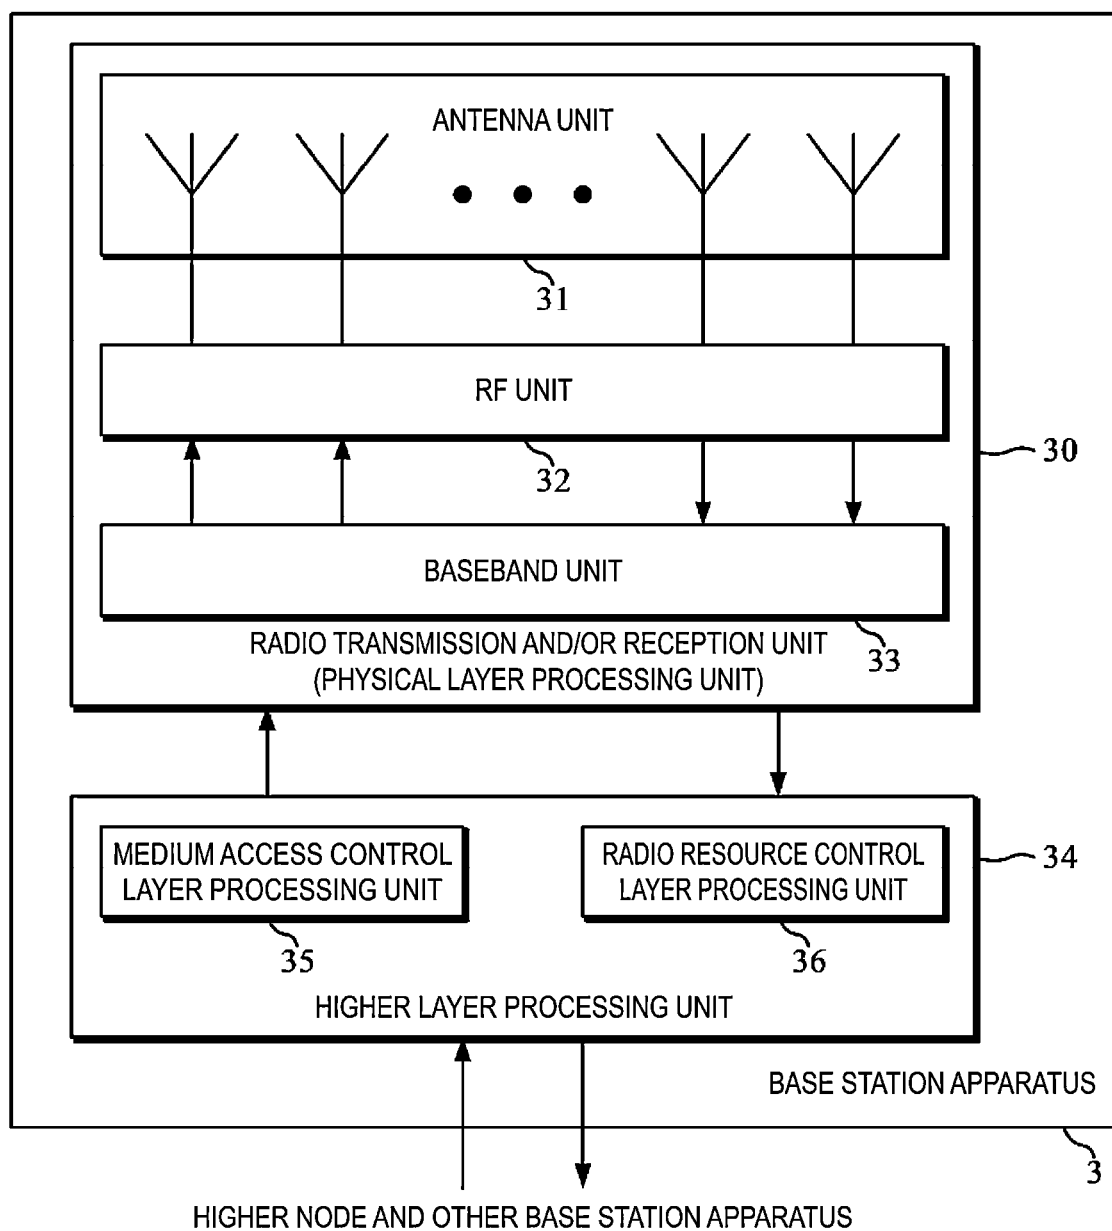 ANTENNA UNIT
31
RF UNIT
32
30
BASEBAND UNIT
33
RADIO TRANSMISSION AND/OR RECEPTION UNIT
(PHYSICAL LAYER PROCESSING UNIT)
MEDIUM ACCESS CONTROL
LAYER PROCESSING UNIT
35
RADIO RESOURCE CONTROL
LAYER PROCESSING UNIT
36
34
HIGHER LAYER PROCESSING UNIT
BASE STATION APPARATUS
3
HIGHER NODE AND OTHER BASE STATION APPARATUS